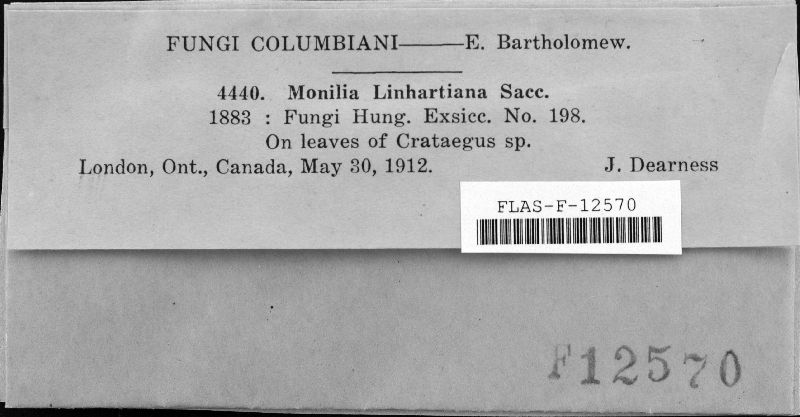 FUNGI COLUMBIANI——E. Bartholomew.
4440. Monilia Linhartiana Sacc.
1883 : Fungi Hung. Exsicc. No. 198.
On leaves of Crataegus sp.
London, Ont., Canada, May 30, 1912. J. Dearness
FLAS-F-12570
F12570